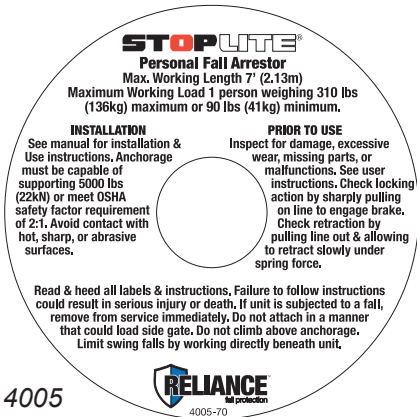 STOPLITE®
Personal Fall Arrestor
Max. Working Length 7' (2.13m)
Maximum Working Load 1 person weighing 310 lbs
(136kg) maximum or 90 lbs (41kg) minimum.
INSTALLATION
See manual for installation &
Use instructions. Anchorage
must be capable of
supporting 5000 lbs
(22kN) or meet OSHA
safety factor requirement
of 2:1. Avoid contact with
hot, sharp, or abrasive
surfaces.
PRIOR TO USE
Inspect for damage, excessive
wear, missing parts, or
malfunctions. See user
instructions. Check locking
action by sharply pulling
on line to engage brake.
Check retraction by
pulling line out & allowing
to retract slowly under
spring force.
Read & heed all labels & instructions. Failure to follow instructions
could result in serious injury or death. If unit is subjected to a fall,
remove from service immediately. Do not attach in a manner
that could load side gate. Do not climb above anchorage.
Limit swing falls by working directly beneath unit.
RELIANCE™
fall protection
4005-70
4005